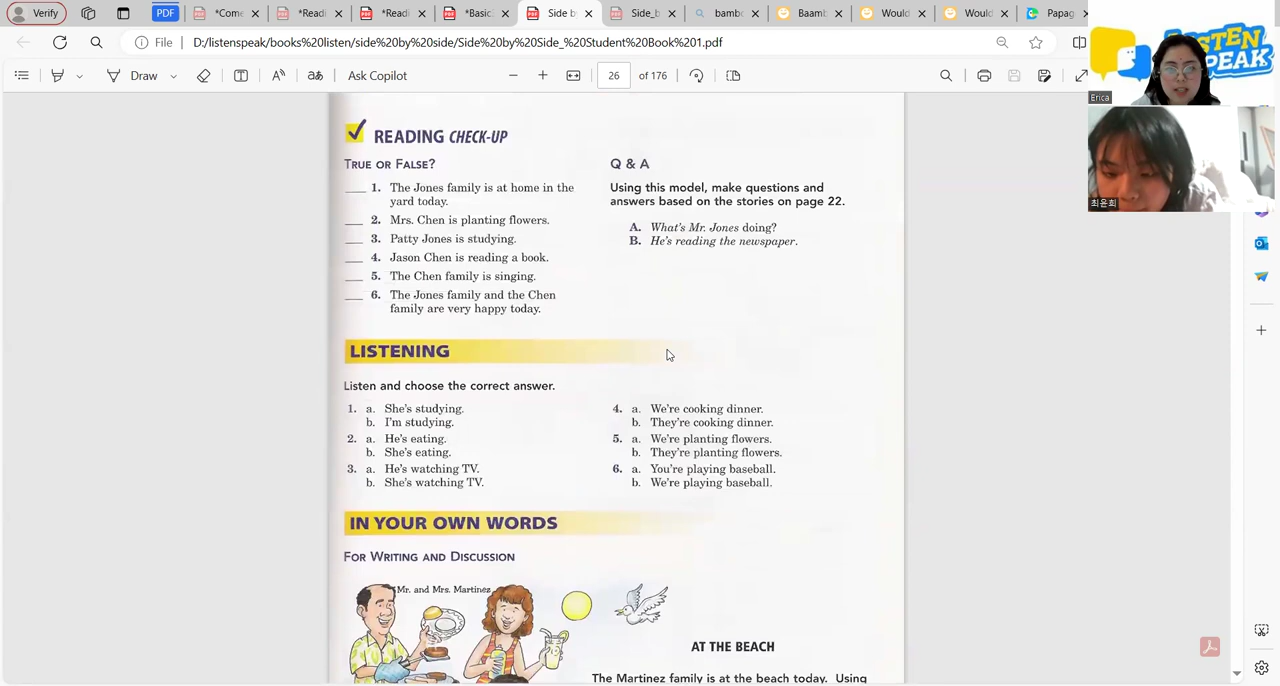 Verify
PDF
*Come
*Readi
*Readi
*Basic
Side by
Side_b
bambo
Baamb
Would
Would
Papag
File
D:/listenspeak/books%20listen/side%20by%20side/Side%20by%20Side_%20Student%20Book%201.pdf
Draw
Ask Copilot
26
of 176
LISTEN
SPEAK
Erica
최윤희
READING CHECK-UP
TRUE OR FALSE?
1. The Jones family is at home in the
yard today.
2. Mrs. Chen is planting flowers.
3. Patty Jones is studying.
4. Jason Chen is reading a book.
5. The Chen family is singing.
6. The Jones family and the Chen
family are very happy today.
Q & A
Using this model, make questions and
answers based on the stories on page 22.
A. What's Mr. Jones doing?
B. He's reading the newspaper.
LISTENING
Listen and choose the correct answer.
1. a. She's studying.
b. I'm studying.
2. a. He's eating.
b. She's eating.
3. a. He's watching TV.
b. She's watching TV.
4. a. We're cooking dinner.
b. They're cooking dinner.
5. a. We're planting flowers.
b. They're planting flowers.
6. a. You're playing baseball.
b. We're playing baseball.
IN YOUR OWN WORDS
FOR WRITING AND DISCUSSION
Mr. and Mrs. Martinez
AT THE BEACH
The Martinez family is at the beach today. Using